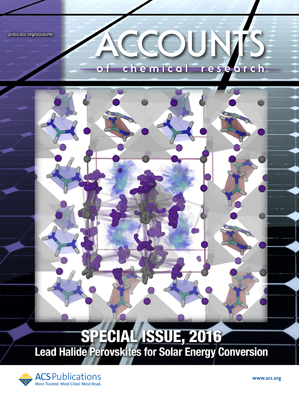 pubs.acs.org/accounts
ACCOUNTS
of chemical research
SPECIAL ISSUE, 2016
Lead Halide Perovskites for Solar Energy Conversion
ACS Publications
Most Trusted. Most Cited. Most Read.
www.acs.org